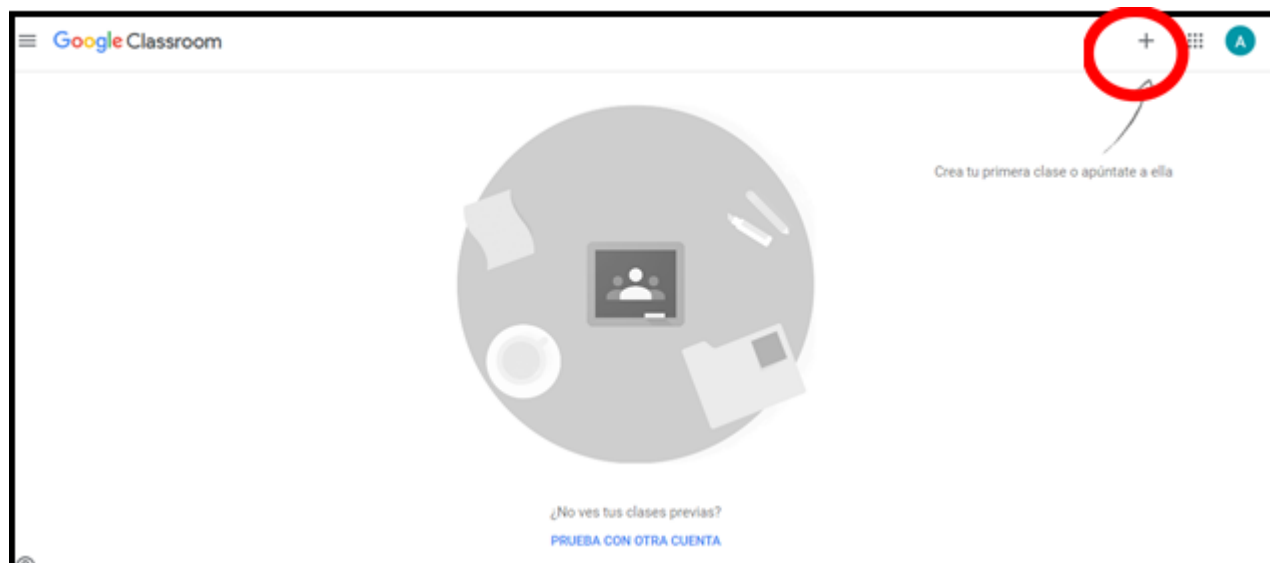 Google Classroom
A
Crea tu primera clase o apúntate a ella
¿No ves tus clases previas?
PRUEBA CON OTRA CUENTA